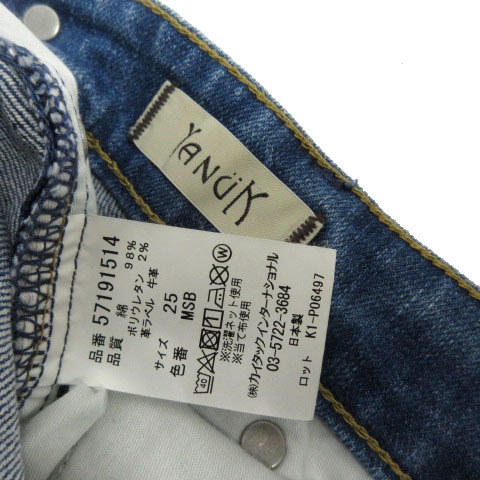 YANÜK
品番 57191514
品質 綿 98%
ポリウレタン 2%
革ラベル 牛革
サイズ 25
色番 MSB
40
※洗濯ネット使用
※当て布使用
㈱カイタックインターナショナル
03-5722-3684
日本製
ロット K1-P06497